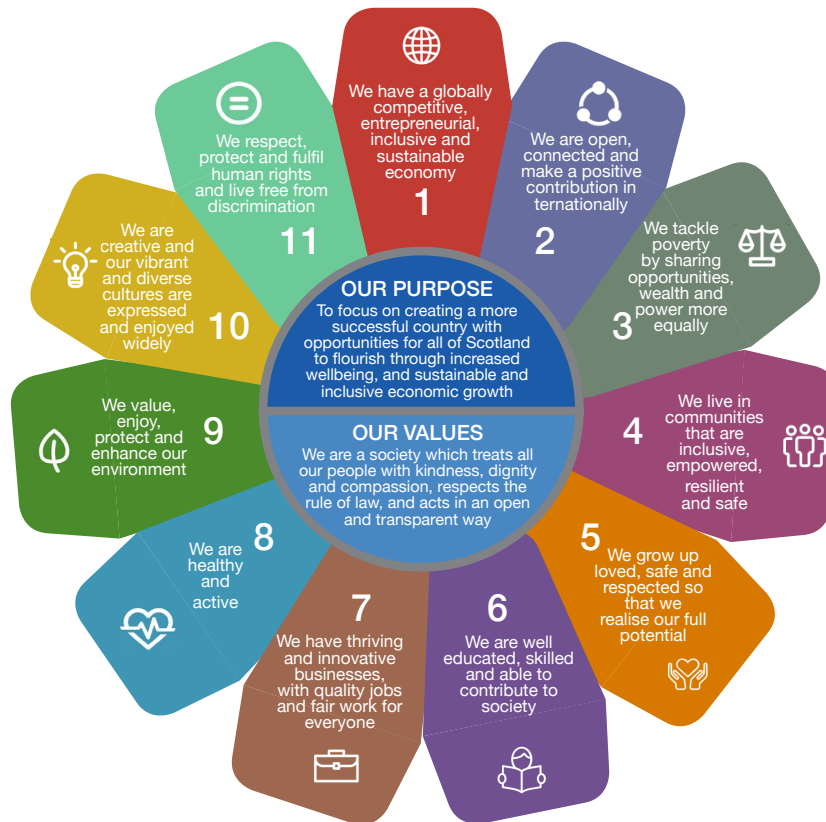 We have a globally
competitive,
entrepreneurial,
inclusive and
sustainable
economy
1
We are open,
connected and
make a positive
contribution in
ternationally
2
We tackle
poverty
by sharing
opportunities,
wealth and
power more
equally
3
We live in
communities
that are
inclusive,
empowered,
resilient
and safe
4
5
We grow up
loved, safe and
respected so
that we
realise our full
potential
6
We are well
educated, skilled
and able to
contribute to
society
7
We have thriving
and innovative
businesses,
with quality jobs
and fair work for
everyone
8
We are
healthy
and
active
We value,
enjoy,
protect and
enhance our
environment
9
We are
creative and
our vibrant
and diverse
cultures are
expressed
and enjoyed
widely
10
We respect,
protect and fulfil
human rights
and live free from
discrimination
11
OUR PURPOSE
To focus on creating a more
successful country with
opportunities for all of Scotland
to flourish through increased
wellbeing, and sustainable and
inclusive economic growth
OUR VALUES
We are a society which treats all
our people with kindness, dignity
and compassion, respects the
rule of law, and acts in an open
and transparent way